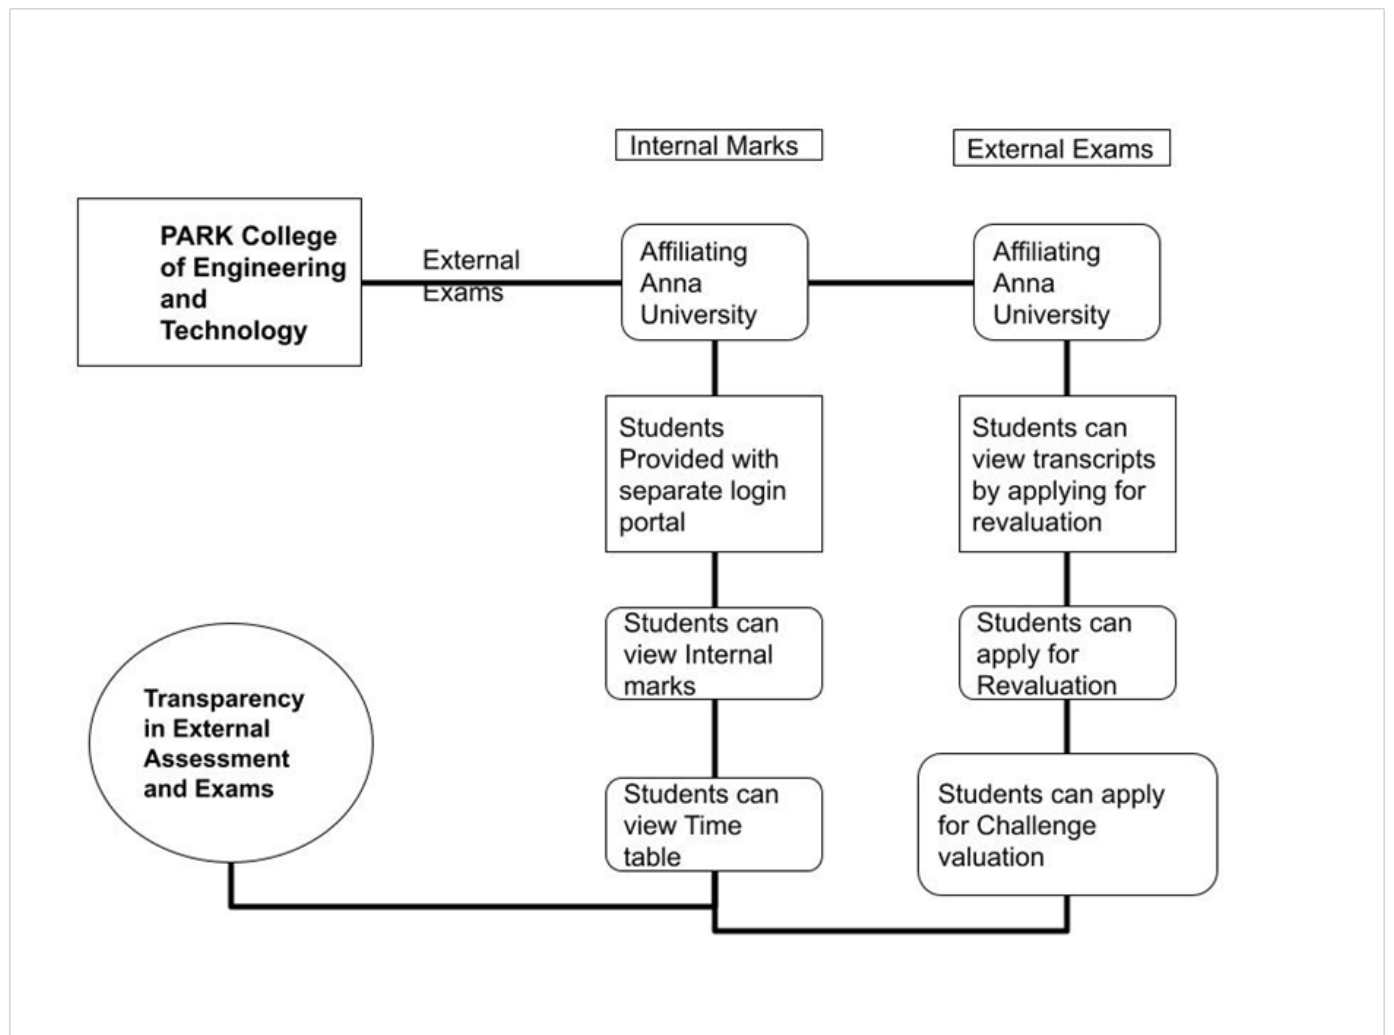 Internal Marks
External Exams
PARK College
of Engineering
and
Technology
External
Exams
Affiliating
Anna
University
Affiliating
Anna
University
Students
Provided with
separate login
portal
Students can
view transcripts
by applying for
revaluation
Students can
view Internal
marks
Students can
apply for
Revaluation
Transparency
in External
Assessment
and Exams
Students can
view Time
table
Students can apply
for Challenge
valuation